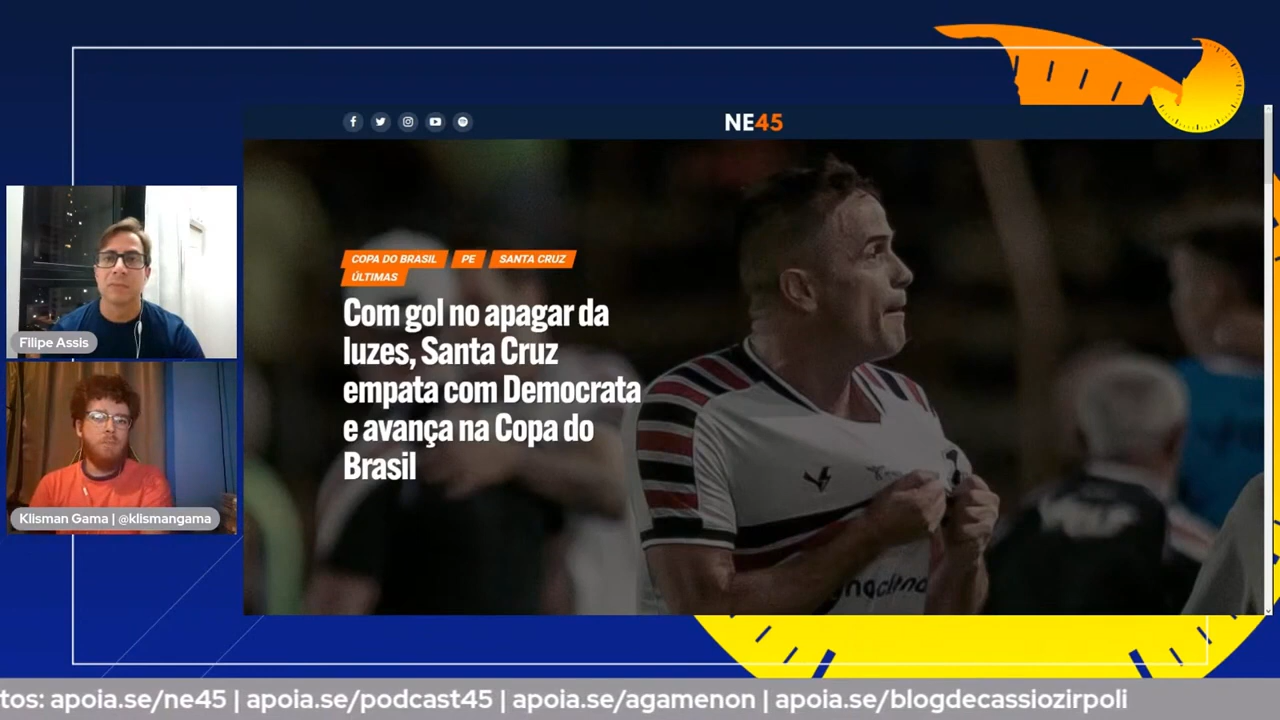 NE45
COPA DO BRASIL
PE
SANTA CRUZ
ÚLTIMAS
Com gol no apagar da
luzes, Santa Cruz
empata com Democrata
e avança na Copa do
Brasil
Filipe Assis
Klisman Gama | @klismangama
tos: apoia.se/ne45 | apoia.se/podcast45 | apoia.se/agamenon | apoia.se/blogdecassiozirpoli